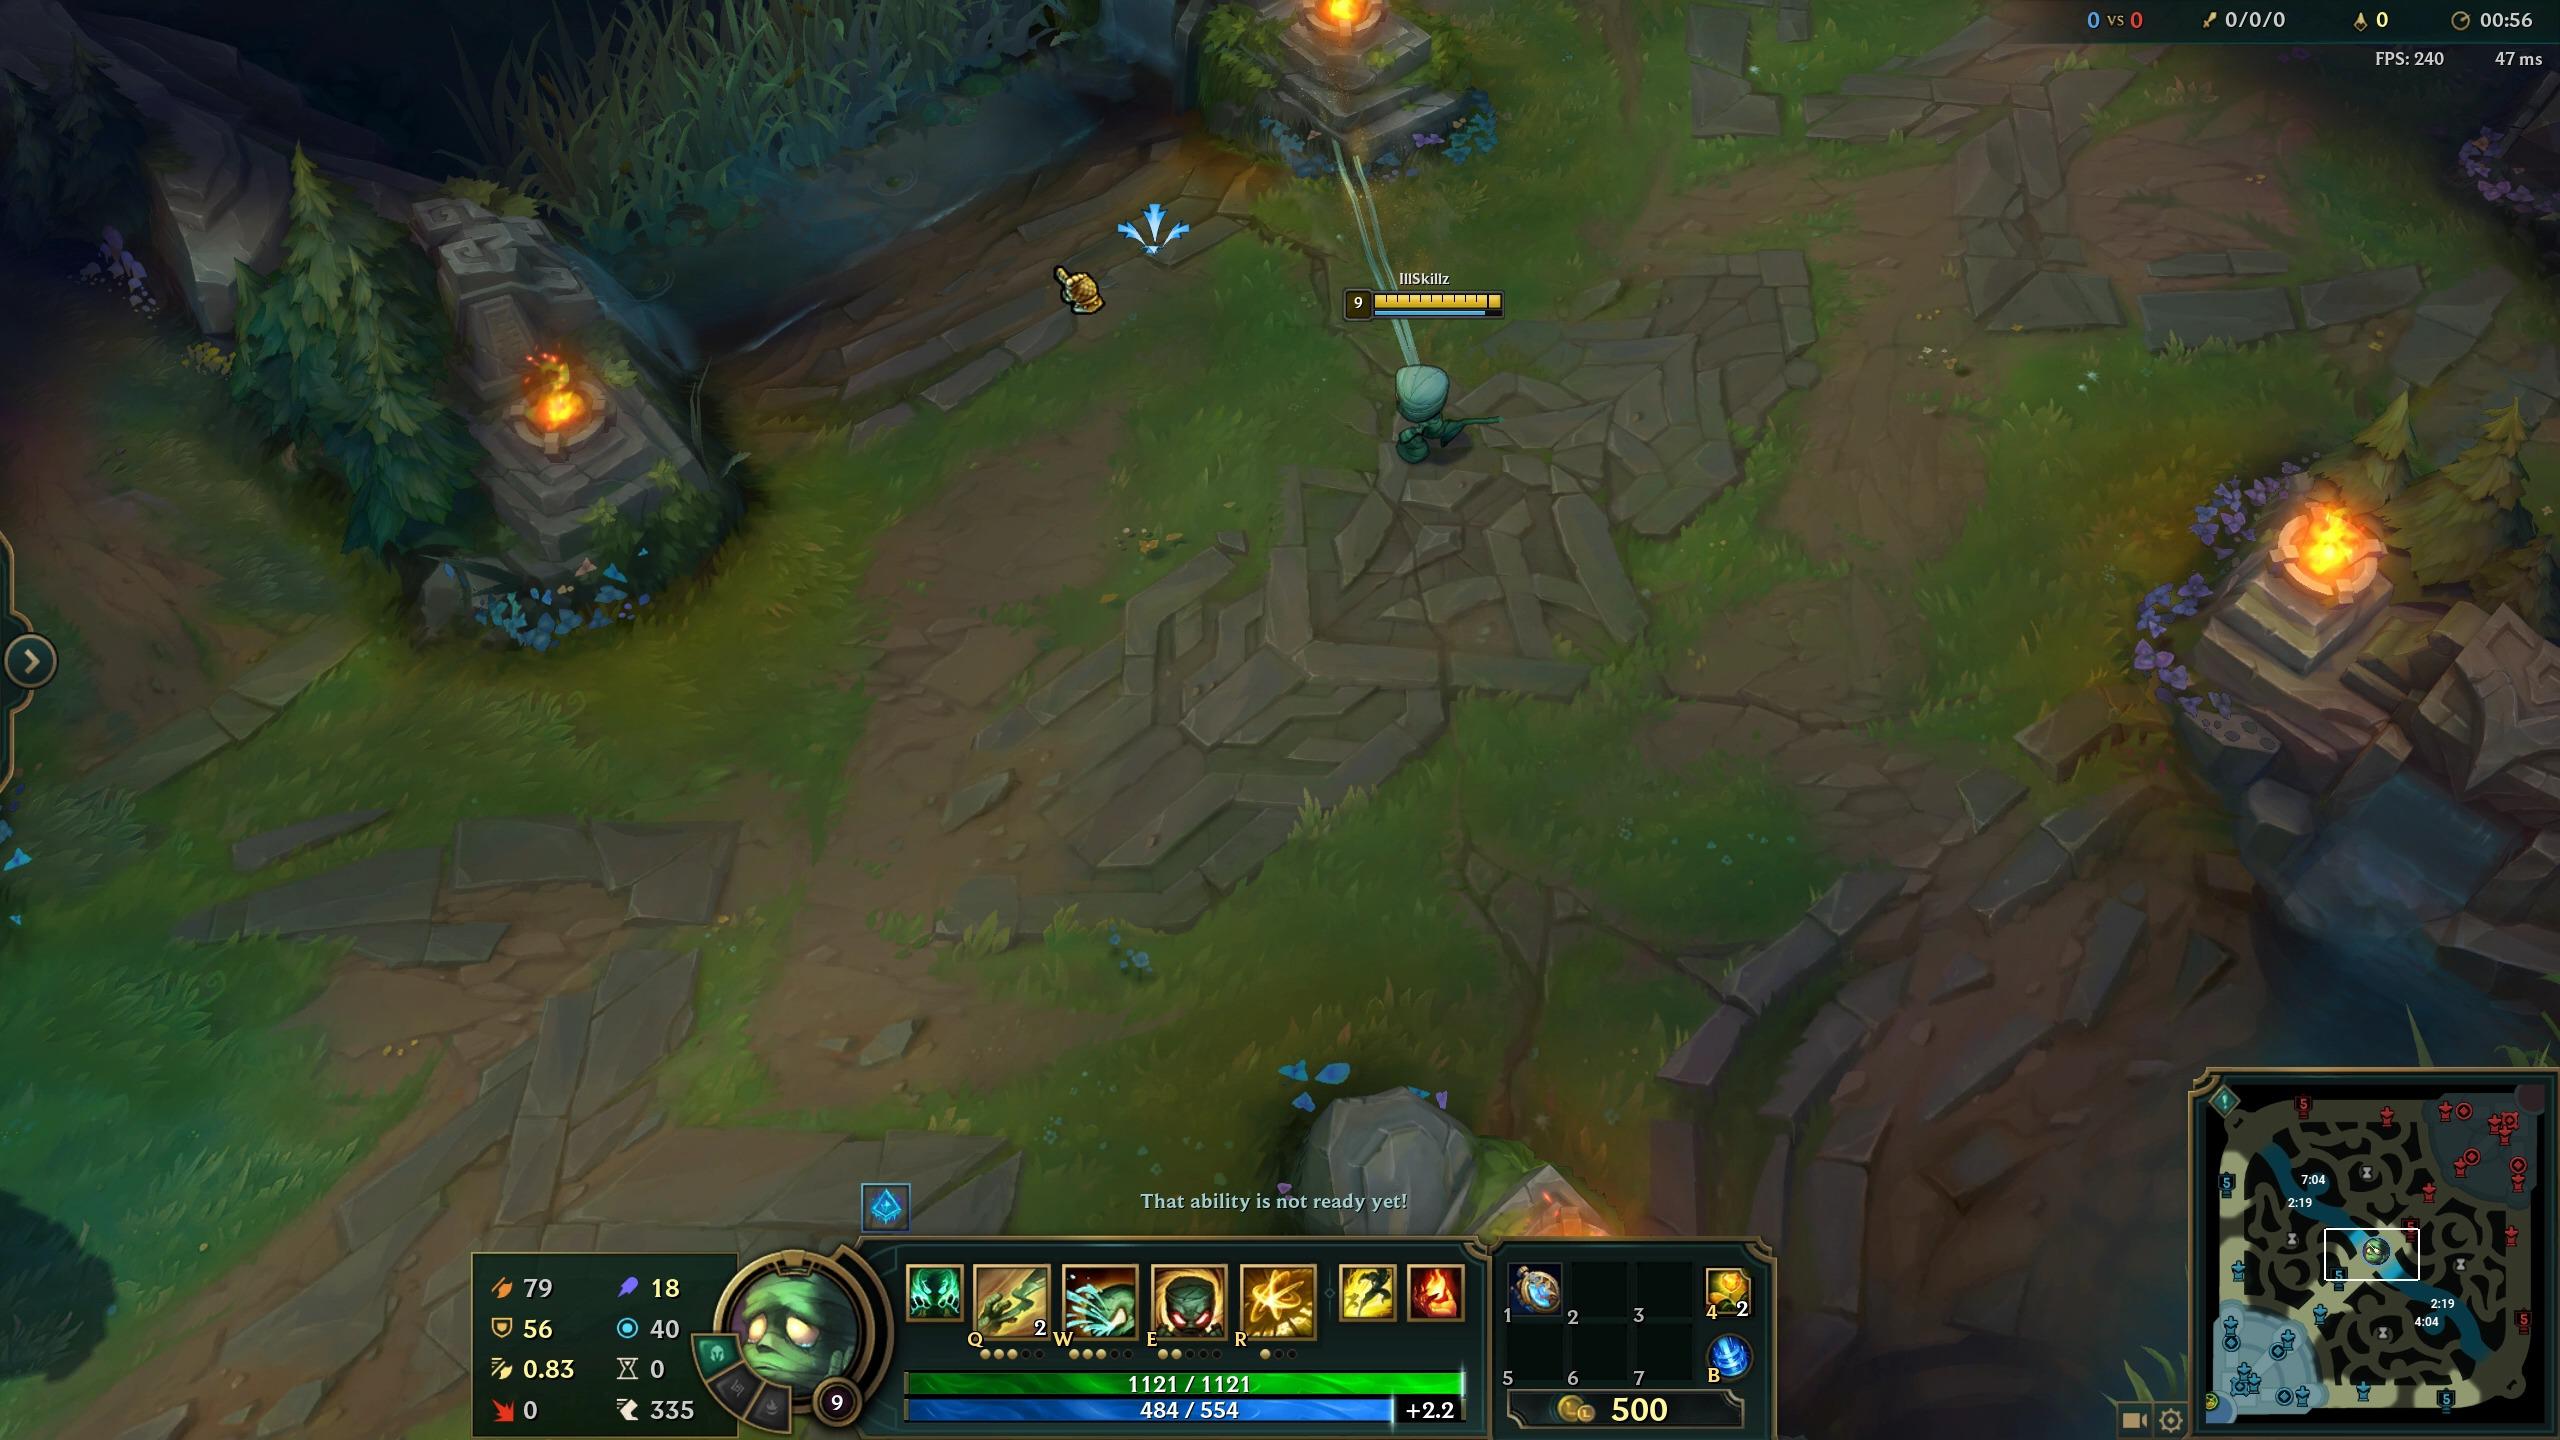 0 vs 0 0/0/0 0 00:56
FPS: 240 47 ms
IllSkillz
9
That ability is not ready yet!
79 18
56 40
0.83 0
0 335
9
Q 2 W E R
1121 / 1121
484 / 554 +2.2
1 2 3 4 2
5 6 7 B
500
5
5
7:04
2:19
5
5
2:19
4:04
5
5